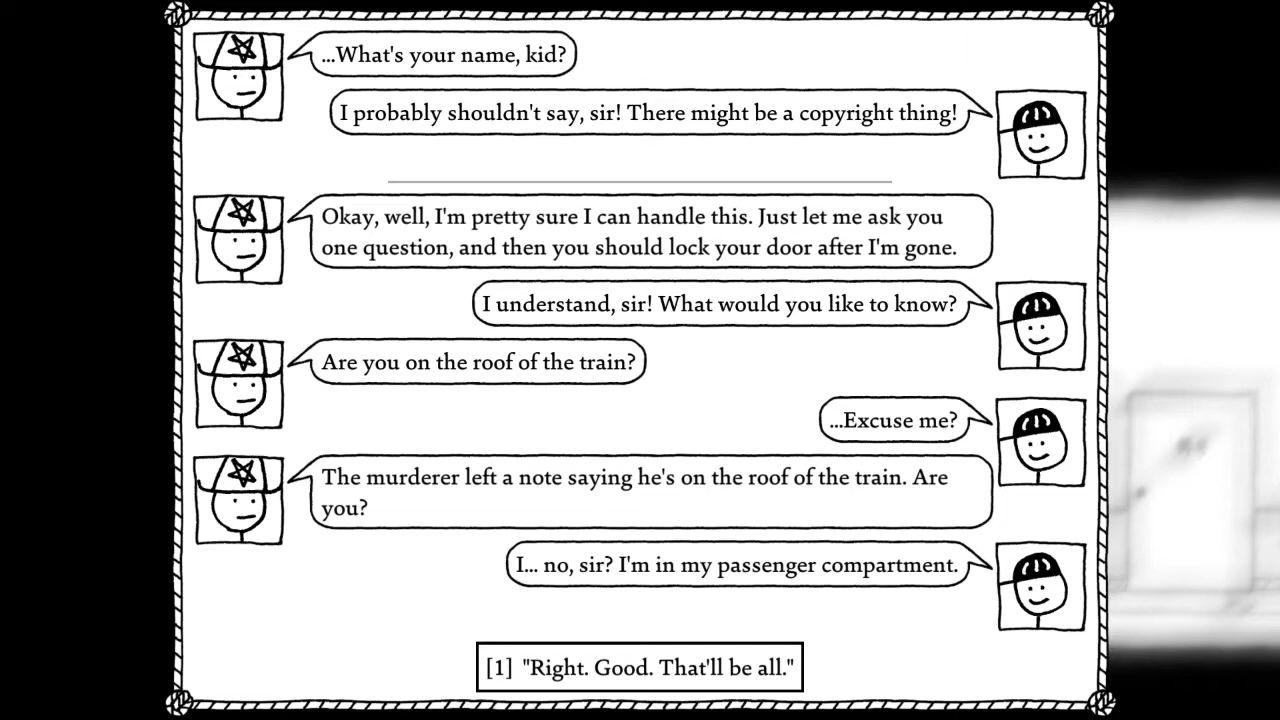 ...What's your name, kid?
I probably shouldn't say, sir! There might be a copyright thing!
Okay, well, I'm pretty sure I can handle this. Just let me ask you
one question, and then you should lock your door after I'm gone.
I understand, sir! What would you like to know?
Are you on the roof of the train?
...Excuse me?
The murderer left a note saying he's on the roof of the train. Are
you?
I... no, sir? I'm in my passenger compartment.
[1] "Right. Good. That'll be all."